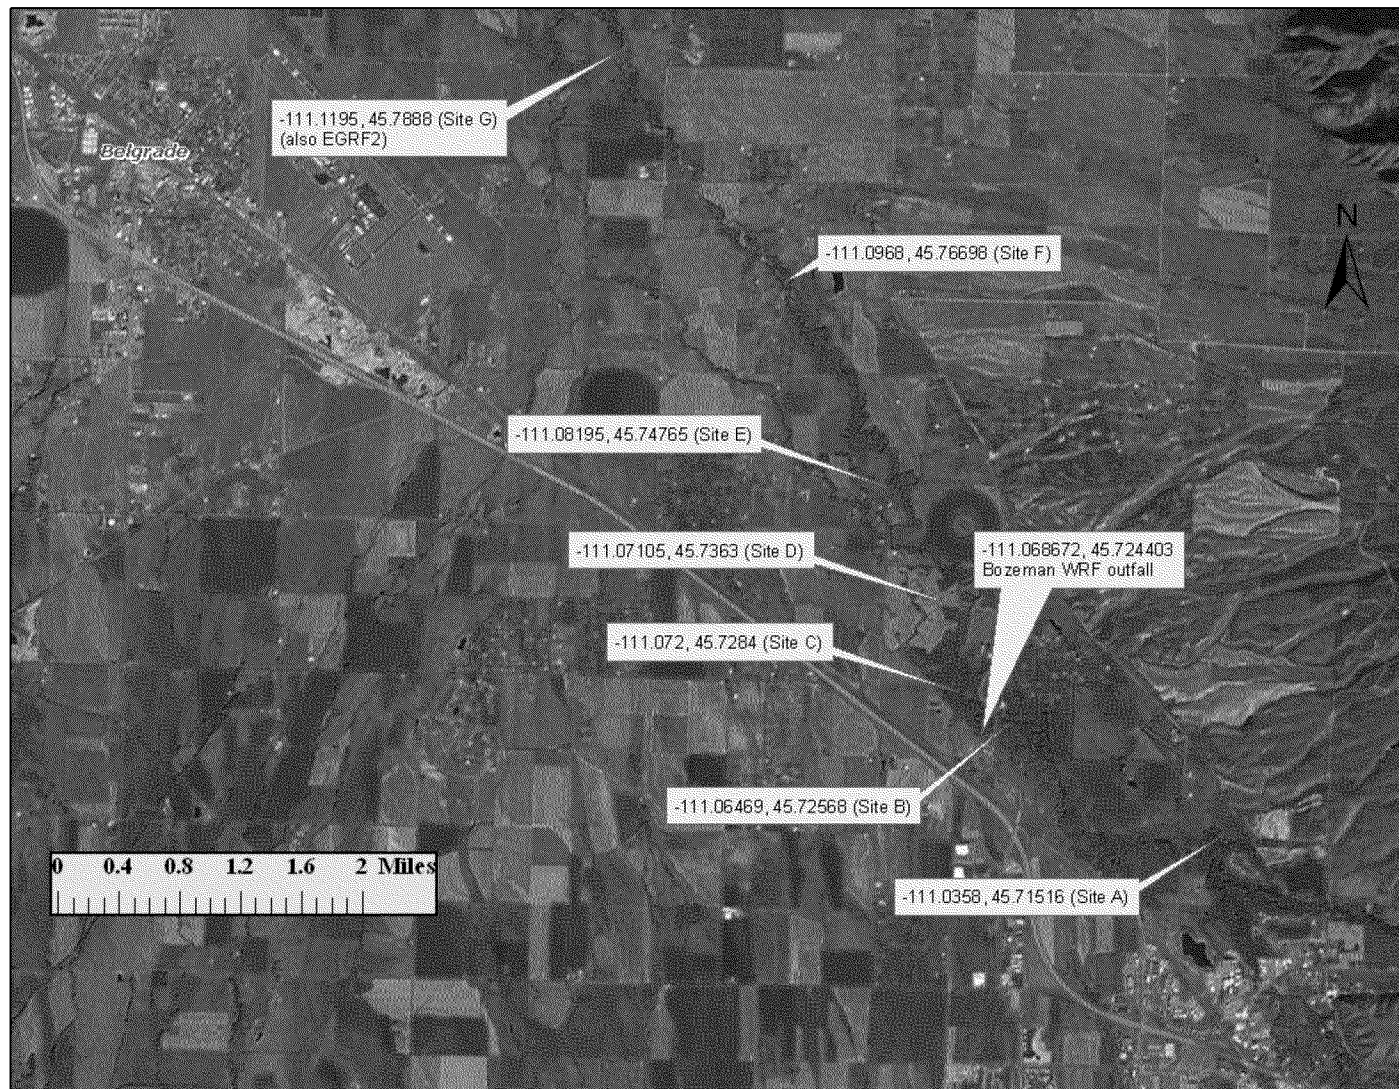 -111.1195, 45.7888 (Site G)
(also EGRF2)
Belgrade
N
-111.0968, 45.76698 (Site F)
-111.08195, 45.74765 (Site E)
-111.07105, 45.7363 (Site D)
-111.068672, 45.724403
Bozeman WRF outfall
-111.072, 45.7284 (Site C)
-111.06469, 45.72568 (Site B)
0 0.4 0.8 1.2 1.6 2 Miles
-111.0358, 45.71516 (Site A)